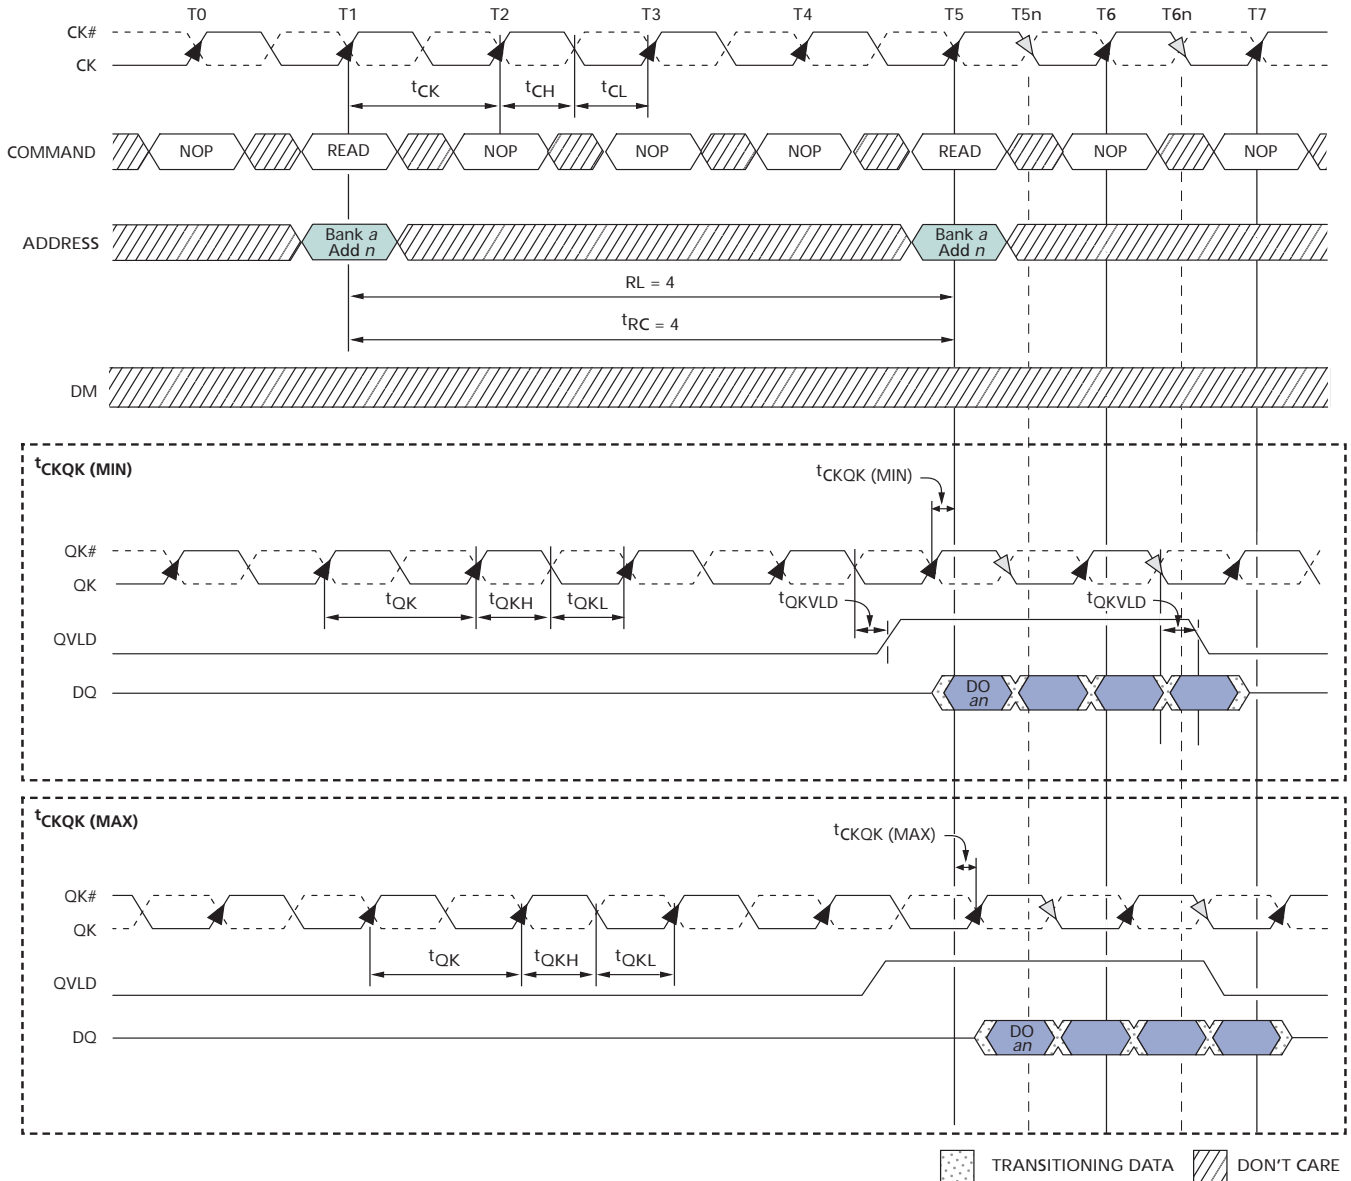 T0 T1 T2 T3 T4 T5 T5n T6 T6n T7
CK#
CK
tCK tCH tCL
COMMAND NOP READ NOP NOP NOP READ NOP NOP
ADDRESS Bank a Bank a
Add n Add n
RL = 4
tRC = 4
DM
tCKQK (MIN)
tCKQK (MIN)
QK#
QK
tQK tQKH tQKL tQKVLD tQKVLD
QVLD
DQ DO
an
tCKQK (MAX)
tCKQK (MAX)
QK#
QK
tQK tQKH tQKL
QVLD
DQ DO
an
TRANSITIONING DATA DON'T CARE